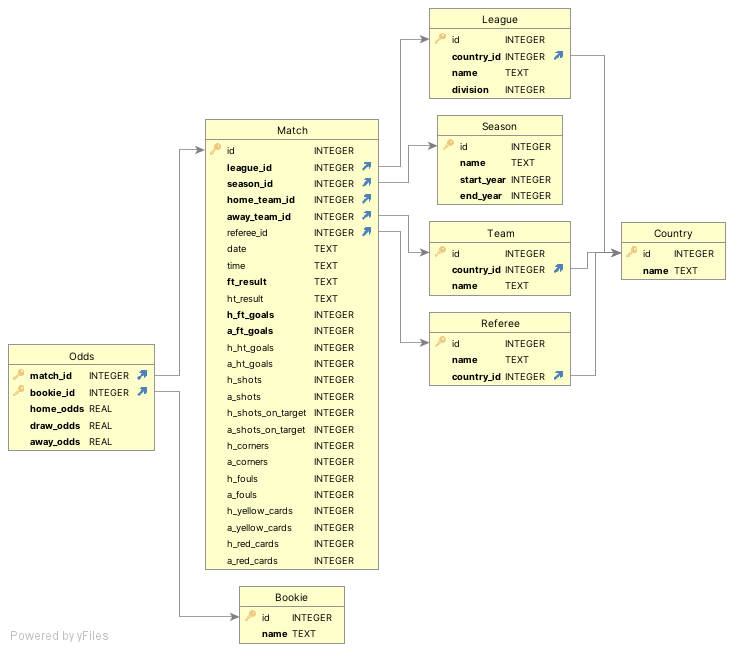 League
id INTEGER
country_id INTEGER
name TEXT
division INTEGER
Season
id INTEGER
name TEXT
start_year INTEGER
end_year INTEGER
Match
id INTEGER
league_id INTEGER
season_id INTEGER
home_team_id INTEGER
away_team_id INTEGER
referee_id INTEGER
date TEXT
time TEXT
ft_result TEXT
ht_result TEXT
h_ft_goals INTEGER
a_ft_goals INTEGER
h_ht_goals INTEGER
a_ht_goals INTEGER
h_shots INTEGER
a_shots INTEGER
h_shots_on_target INTEGER
a_shots_on_target INTEGER
h_corners INTEGER
a_corners INTEGER
h_fouls INTEGER
a_fouls INTEGER
h_yellow_cards INTEGER
a_yellow_cards INTEGER
h_red_cards INTEGER
a_red_cards INTEGER
Team
id INTEGER
country_id INTEGER
name TEXT
Country
id INTEGER
name TEXT
Referee
id INTEGER
name TEXT
country_id INTEGER
Odds
match_id INTEGER
bookie_id INTEGER
home_odds REAL
draw_odds REAL
away_odds REAL
Bookie
id INTEGER
name TEXT
Powered by yFiles